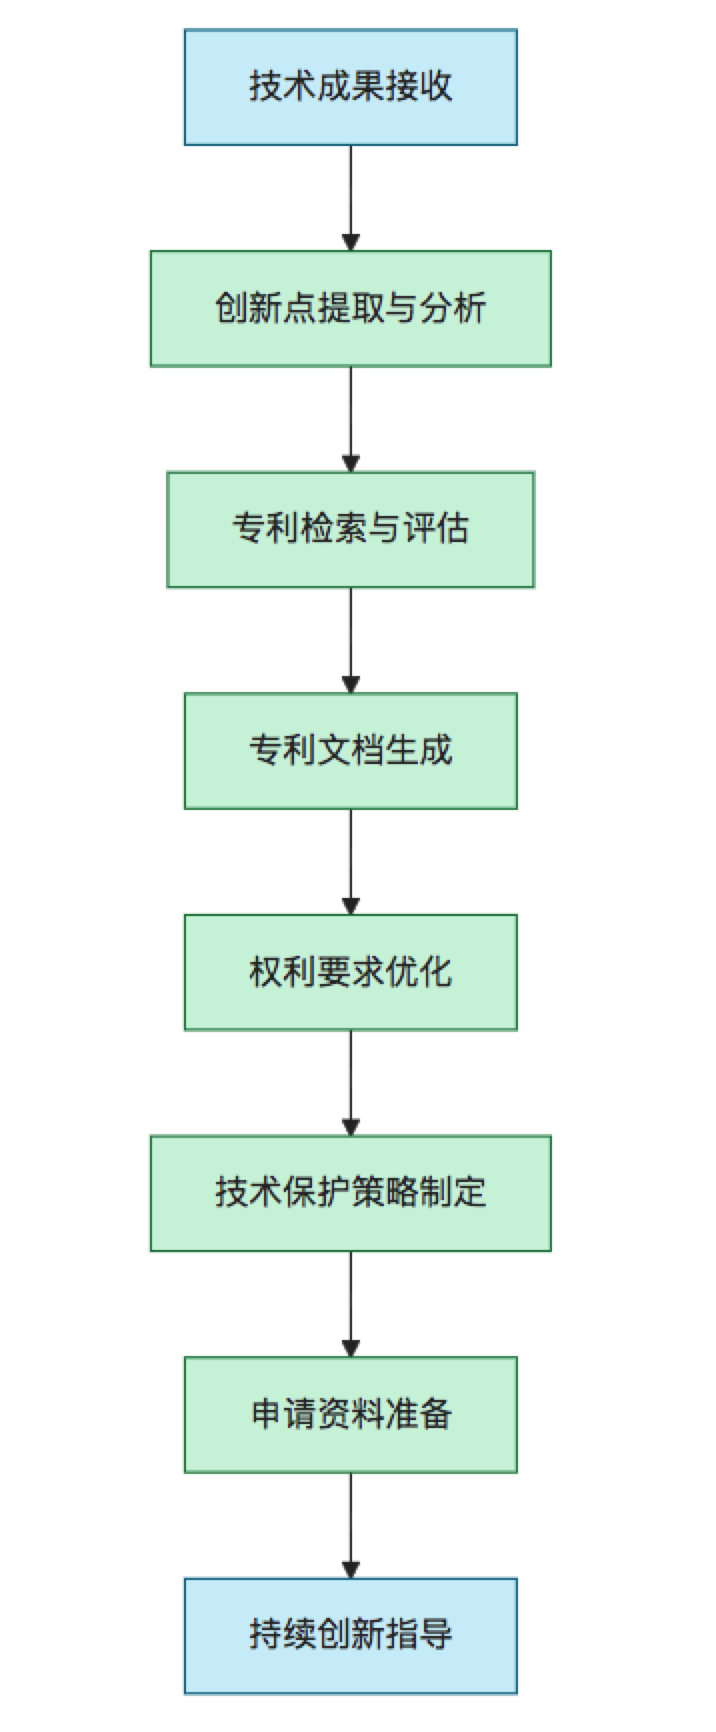 技术成果接收
创新点提取与分析
专利检索与评估
专利文档生成
权利要求优化
技术保护策略制定
申请资料准备
持续创新指导